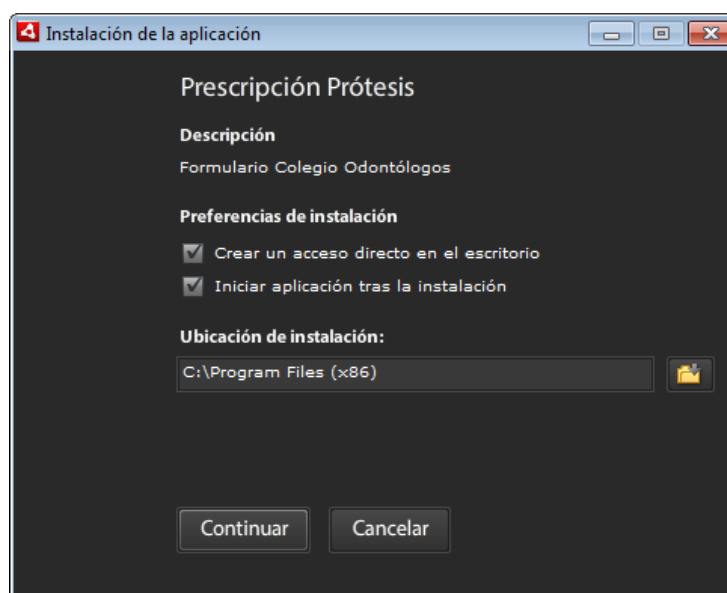 Instalación de la aplicación
Prescripción Prótesis
Descripción
Formulario Colegio Odontólogos
Preferencias de instalación
Crear un acceso directo en el escritorio
Iniciar aplicación tras la instalación
Ubicación de instalación:
C:\Program Files (x86)
Continuar Cancelar